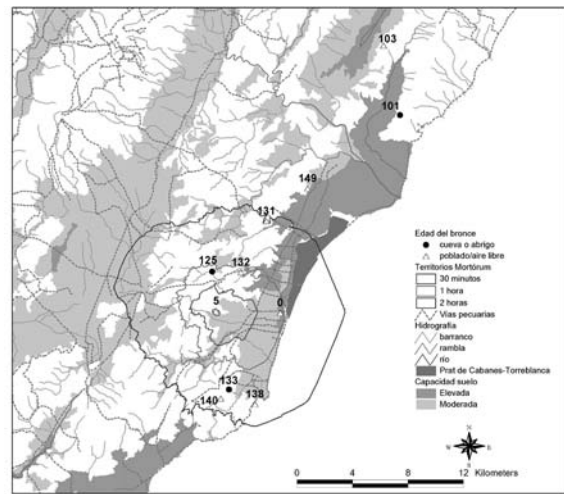 103
101
149
131
125
132
5
0
133
140
138
Edad del bronce
cueva o abrigo
poblado/aire libre
Territorios Mortórum
30 minutos
1 hora
2 horas
Vías pecuarias
Hidrografía
barranco
rambla
río
Prat de Cabanes-Torreblanca
Capacidad suelo
Elevada
Moderada
N
W E
S
0 4 8 12 Kilometers